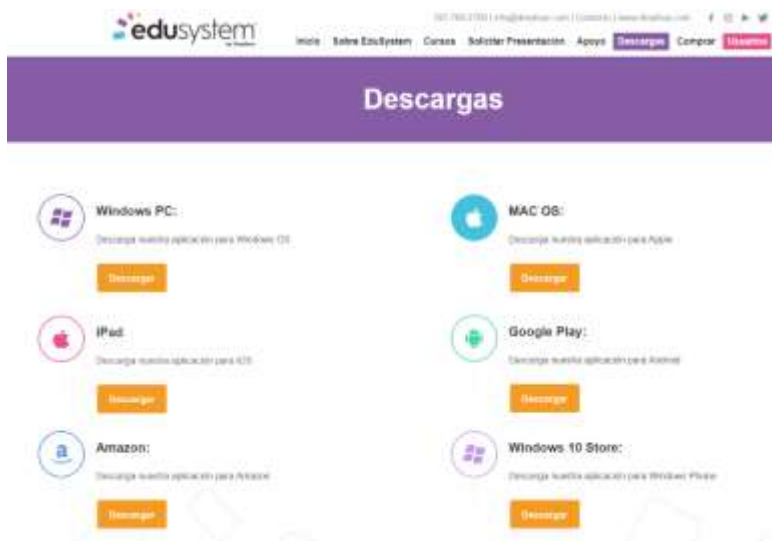 edusystem
Inicio Sobre EduSystem Cursos Solicitar Presentación Apoyo Descargas Comprar Usuarios
Descargas
Windows PC:
Descarga nuestra aplicación para Windows OS
Descargar
MAC OS:
Descarga nuestra aplicación para Apple
Descargar
iPad:
Descarga nuestra aplicación para iOS
Descargar
Google Play:
Descarga nuestra aplicación para Android
Descargar
Amazon:
Descarga nuestra aplicación para Amazon
Descargar
Windows 10 Store:
Descarga nuestra aplicación para Windows Phone
Descargar